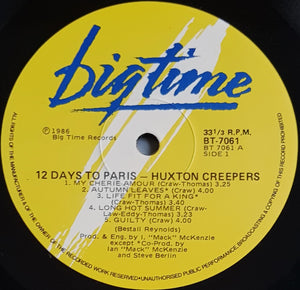 bigtime
℗ 1986
Big Time Records
33 1/3 R.P.M.
BT-7061
BT 7061 A
SIDE 1
12 DAYS TO PARIS – HUXTON CREEPERS
1. MY CHERIE-AMOUR (Craw-Thomas) 3.25
2. AUTUMN LEAVES* (Craw) 4.00
3. LIFE FIT FOR A KING*
(Craw-Thomas) 3.40
4. LONG HOT SUMMER (Craw-Law-Eddy-Thomas) 3.40
5. GUILTY (Craw) 4.00
(Bestall Reynolds)
Prod. & Eng. by I. "Mack" McKenzie
except *Co-Prod. by
Ian "Mack" McKenzie
and Steve Berlin
ALL RIGHTS OF THE MANUFACTURER & OF THE OWNER OF THE RECORDED WORK RESERVED • UNAUTHORISED PUBLIC PERFORMANCE, BROADCASTING & COPYING OF THIS RECORD PROHIBITED